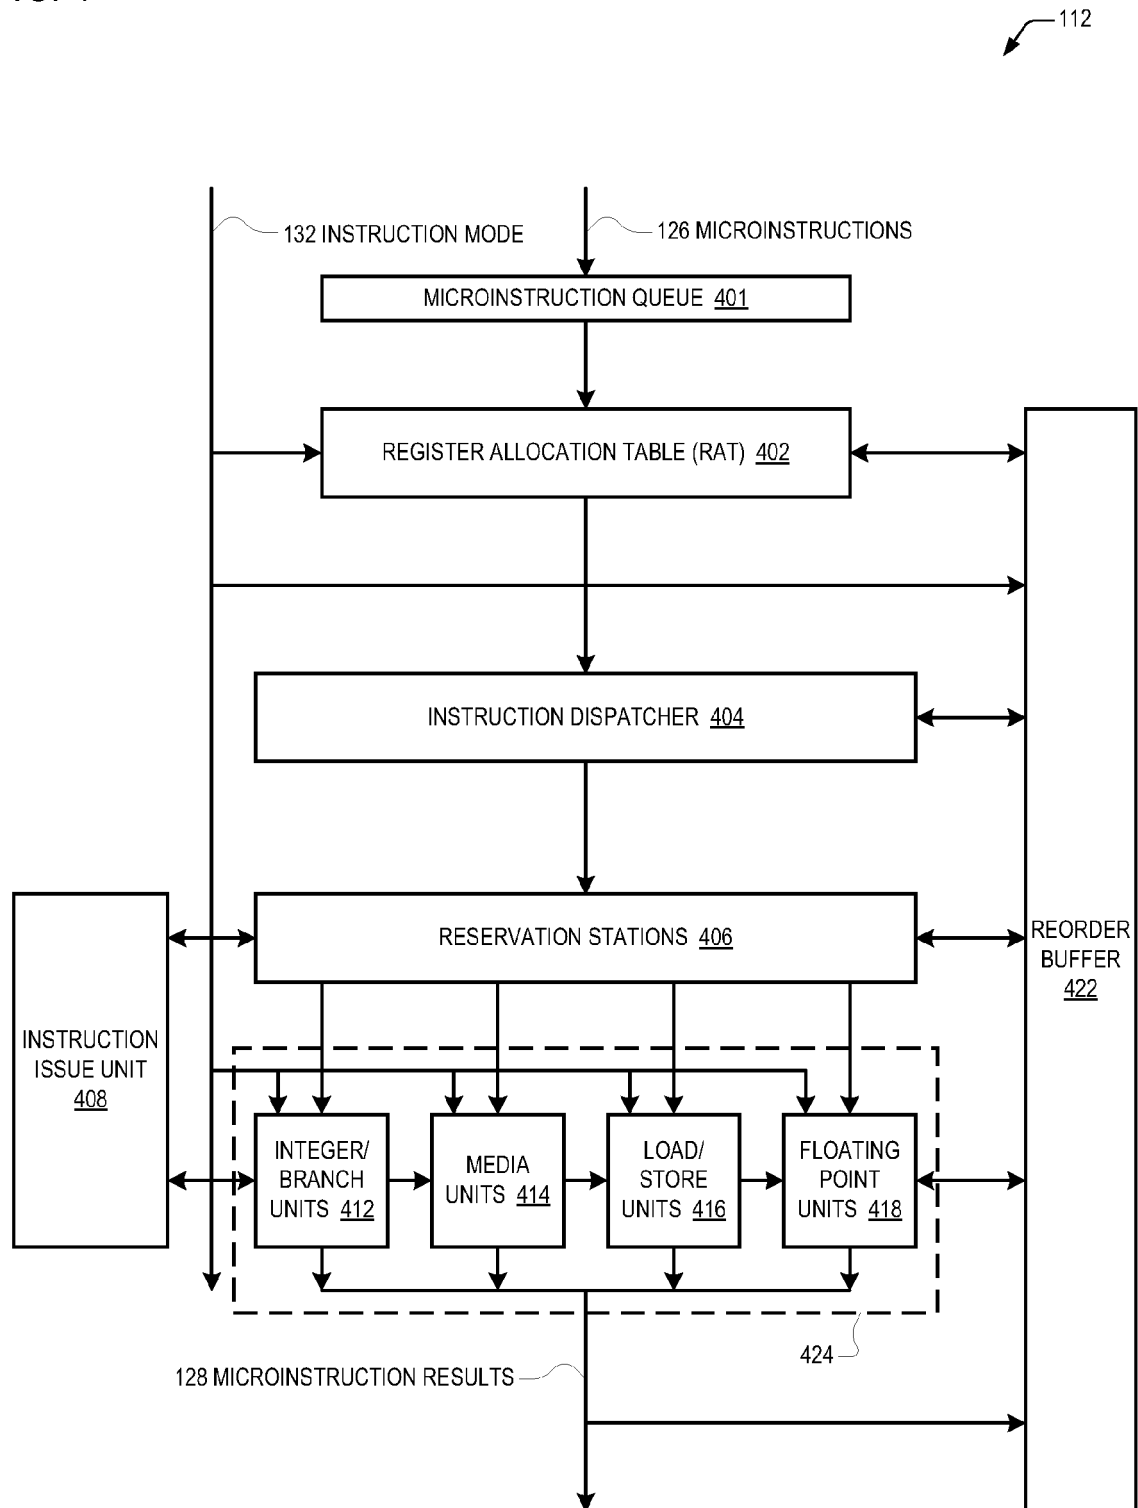 112
132 INSTRUCTION MODE
126 MICROINSTRUCTIONS
MICROINSTRUCTION QUEUE 401
REGISTER ALLOCATION TABLE (RAT) 402
INSTRUCTION DISPATCHER 404
RESERVATION STATIONS 406
REORDER
BUFFER
422
INSTRUCTION
ISSUE UNIT
408
INTEGER/
BRANCH
UNITS 412
MEDIA
UNITS 414
LOAD/
STORE
UNITS 416
FLOATING
POINT
UNITS 418
424
128 MICROINSTRUCTION RESULTS